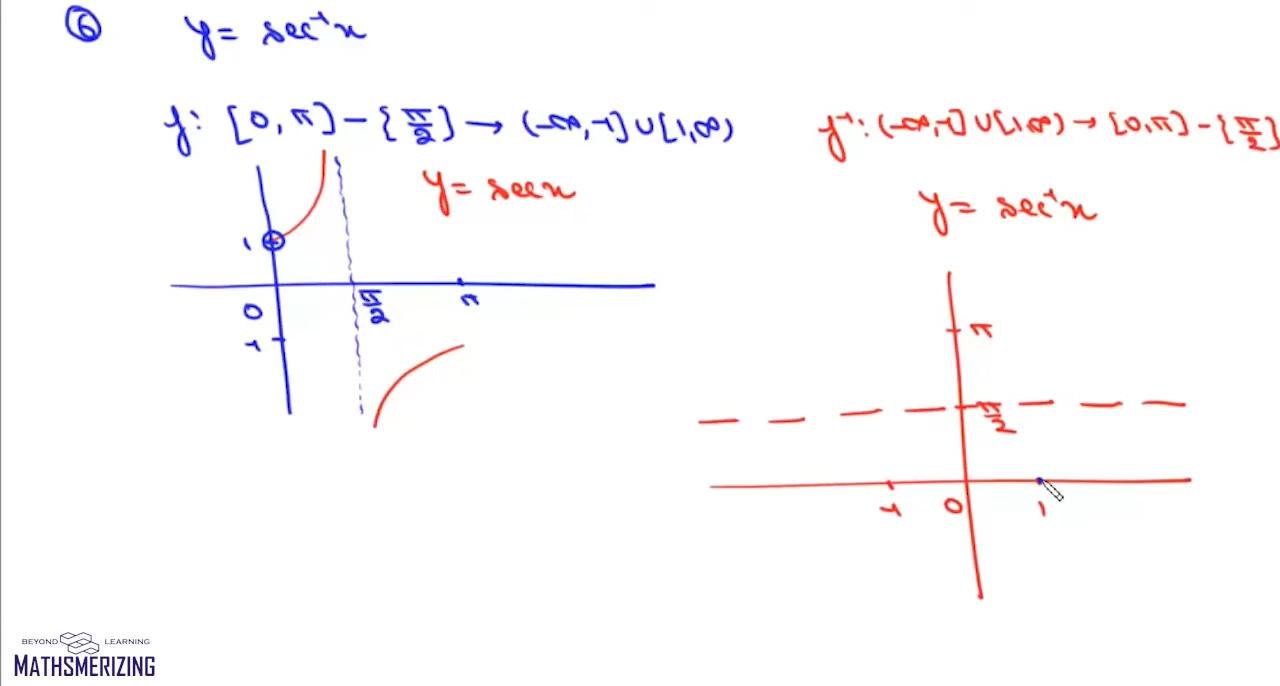 ⑥ y = sec⁻¹x
f: [0, π] - {π/2} → (-∞, -1] ∪ [1, ∞)
f⁻¹: (-∞, -1] ∪ [1, ∞) → [0, π] - {π/2}
y = sec x
y = sec⁻¹x
1
0
π/2
π
-1
π
π/2
-1
0
1
BEYOND LEARNING
MATHSMERIZING